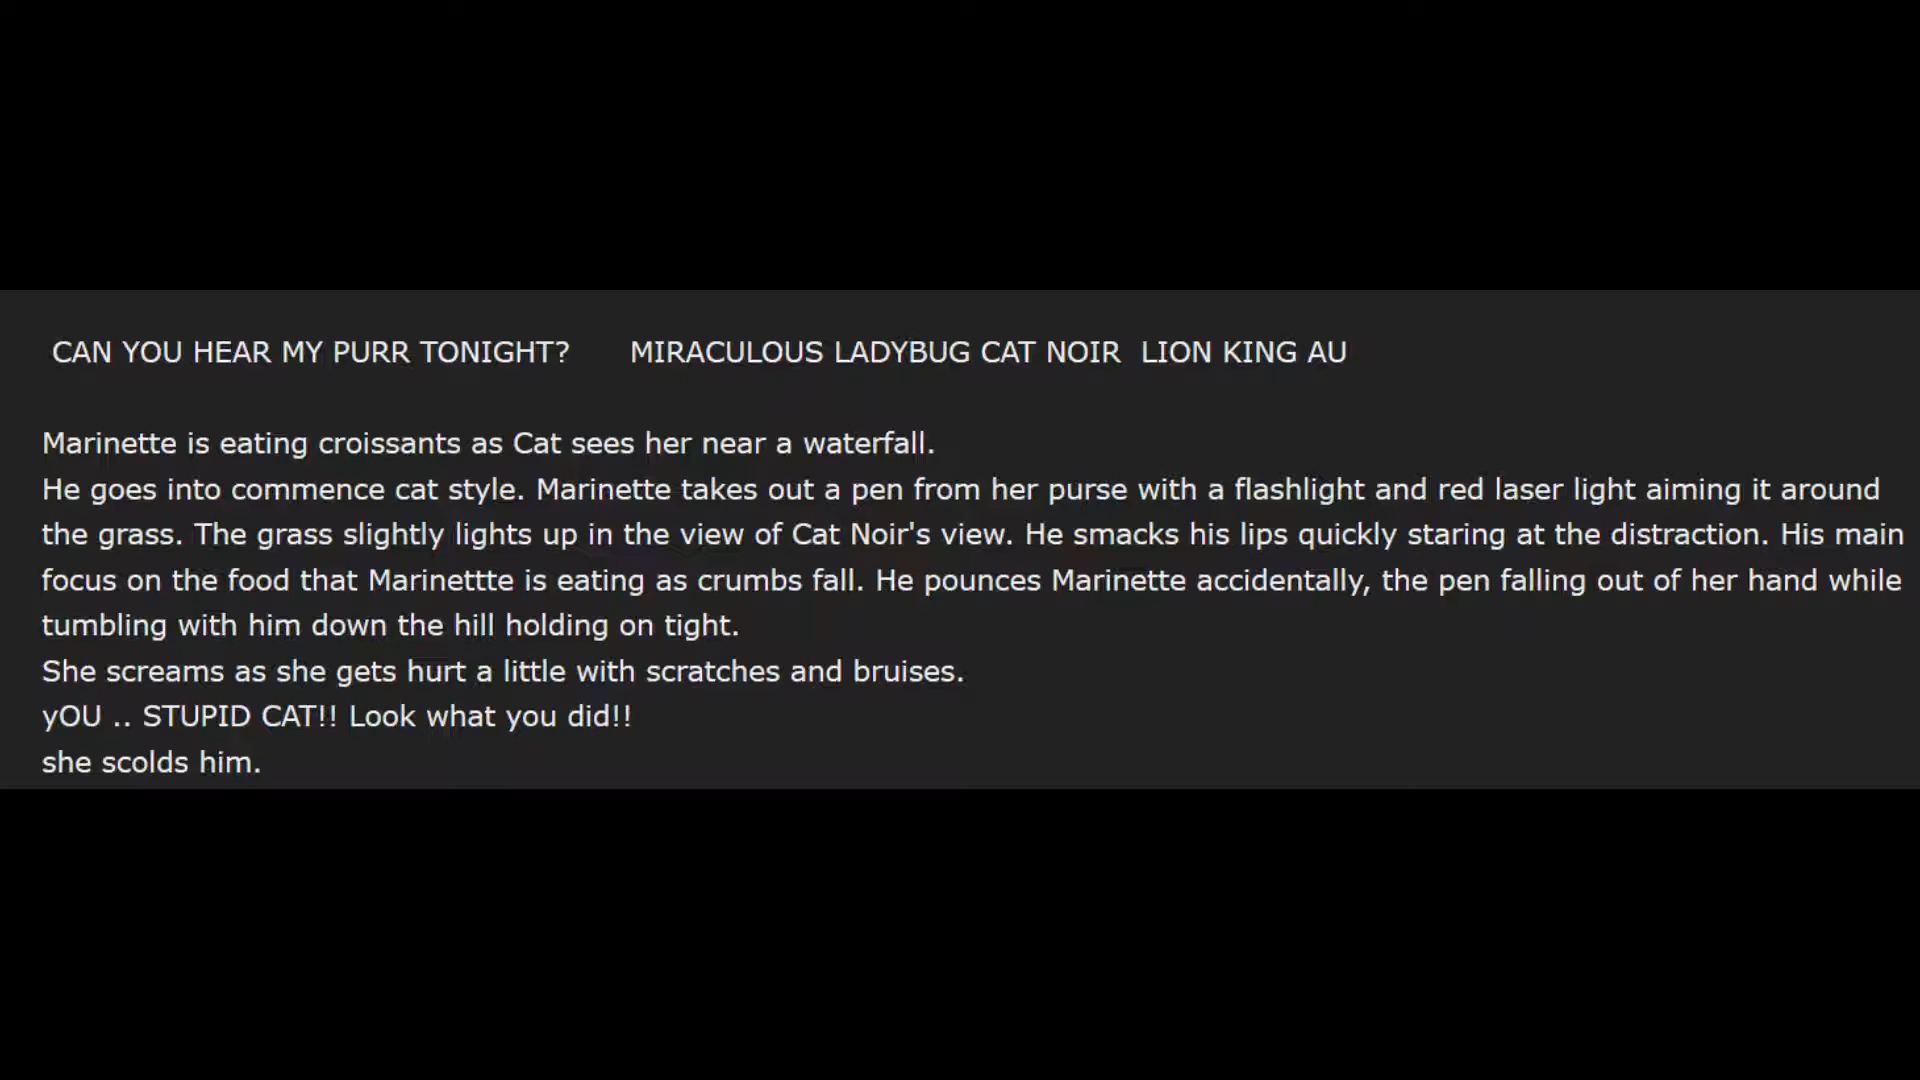 CAN YOU HEAR MY PURR TONIGHT? MIRACULOUS LADYBUG CAT NOIR LION KING AU
Marinette is eating croissants as Cat sees her near a waterfall.
He goes into commence cat style. Marinette takes out a pen from her purse with a flashlight and red laser light aiming it around
the grass. The grass slightly lights up in the view of Cat Noir's view. He smacks his lips quickly staring at the distraction. His main
focus on the food that Marinettte is eating as crumbs fall. He pounces Marinette accidentally, the pen falling out of her hand while
tumbling with him down the hill holding on tight.
She screams as she gets hurt a little with scratches and bruises.
yOU .. STUPID CAT!! Look what you did!!
she scolds him.